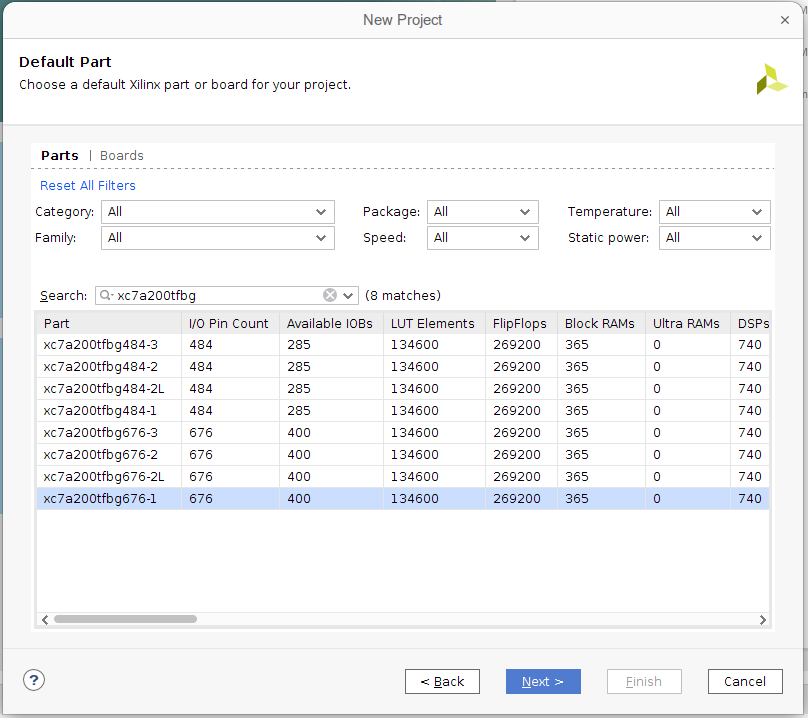 New Project
Default Part
Choose a default Xilinx part or board for your project.
Parts | Boards
Reset All Filters
Category: All Package: All Temperature: All
Family: All Speed: All Static power: All
Search: xc7a200tfbg (8 matches)
Part I/O Pin Count Available IOBs LUT Elements FlipFlops Block RAMs Ultra RAMs DSPs
xc7a200tfbg484-3 484 285 134600 269200 365 0 740
xc7a200tfbg484-2 484 285 134600 269200 365 0 740
xc7a200tfbg484-2L 484 285 134600 269200 365 0 740
xc7a200tfbg484-1 484 285 134600 269200 365 0 740
xc7a200tfbg676-3 676 400 134600 269200 365 0 740
xc7a200tfbg676-2 676 400 134600 269200 365 0 740
xc7a200tfbg676-2L 676 400 134600 269200 365 0 740
xc7a200tfbg676-1 676 400 134600 269200 365 0 740
? < Back Next > Finish Cancel